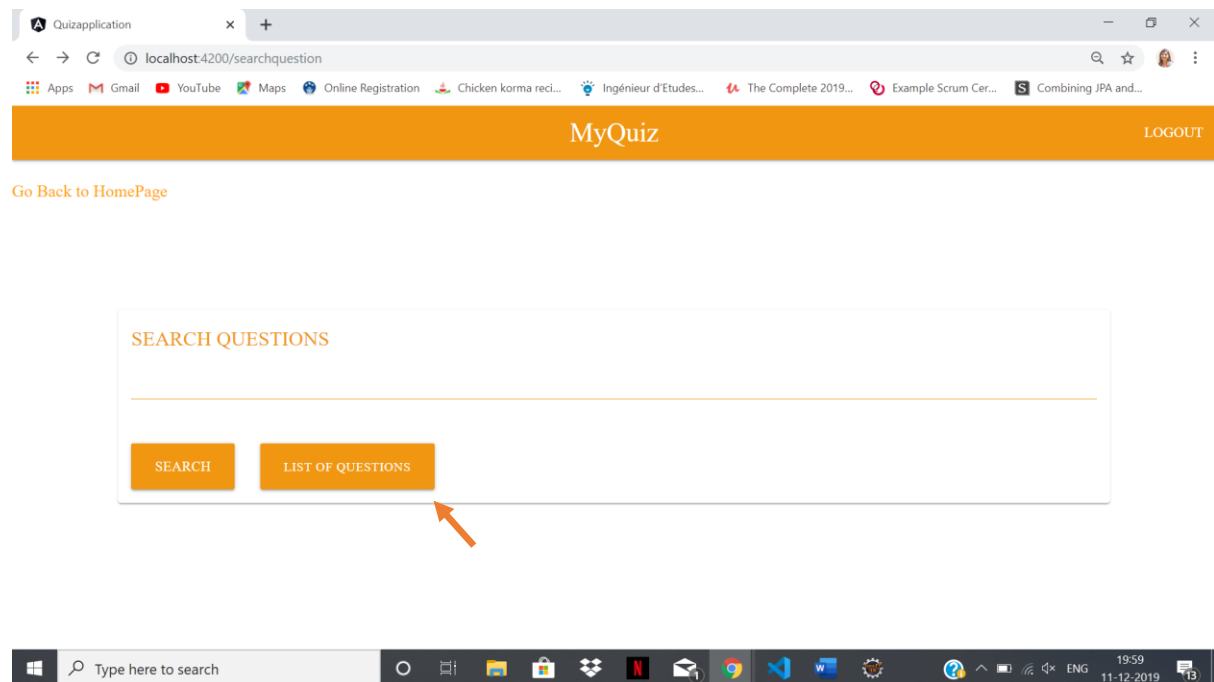 Quizapplication
localhost:4200/searchquestion
Apps Gmail YouTube Maps Online Registration Chicken korma reci... Ingénieur d'Etudes... The Complete 2019... Example Scrum Cer... Combining JPA and...
MyQuiz LOGOUT
Go Back to HomePage
SEARCH QUESTIONS
SEARCH LIST OF QUESTIONS
Type here to search ENG 19:59
11-12-2019 13